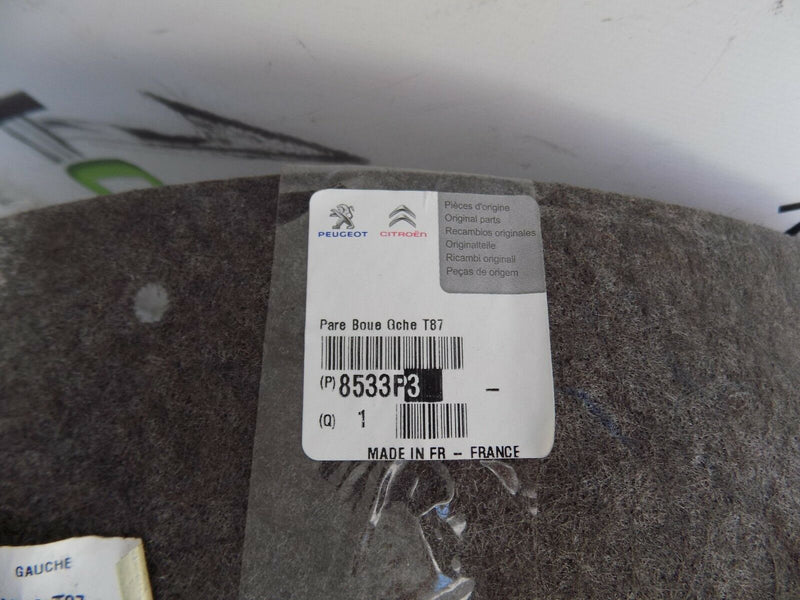 PEUGEOT
CITROËN
Pièces d'origine
Original parts
Recambios originales
Originalteile
Ricambi originali
Peças de origem
Pare Boue Gche T87
(P) 8533P3 –
(Q) 1
MADE IN FR – FRANCE
GAUCHE
T87